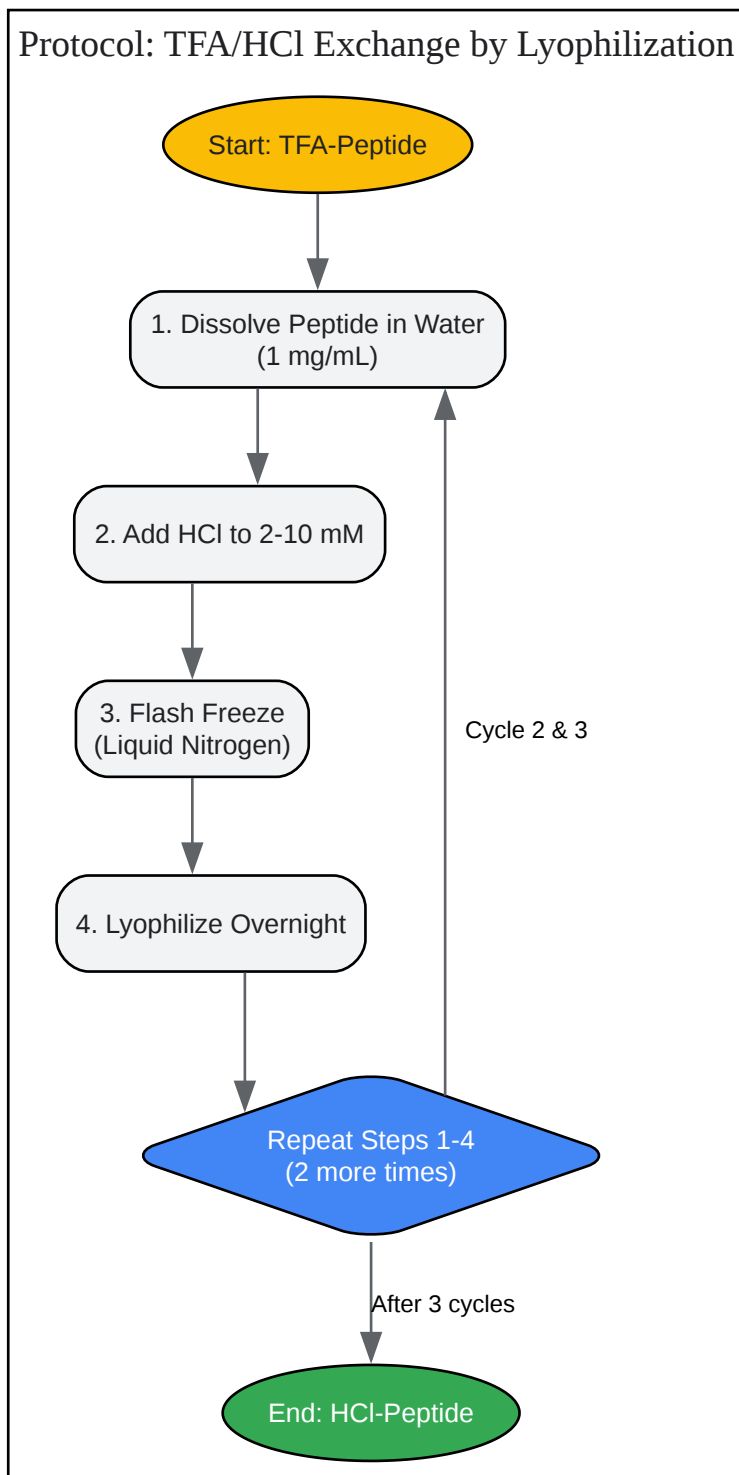 Protocol: TFA/HCl Exchange by Lyophilization
Start: TFA-Peptide
1. Dissolve Peptide in Water
(1 mg/mL)
2. Add HCl to 2-10 mM
3. Flash Freeze
(Liquid Nitrogen)
Cycle 2 & 3
4. Lyophilize Overnight
Repeat Steps 1-4
(2 more times)
After 3 cycles
End: HCl-Peptide